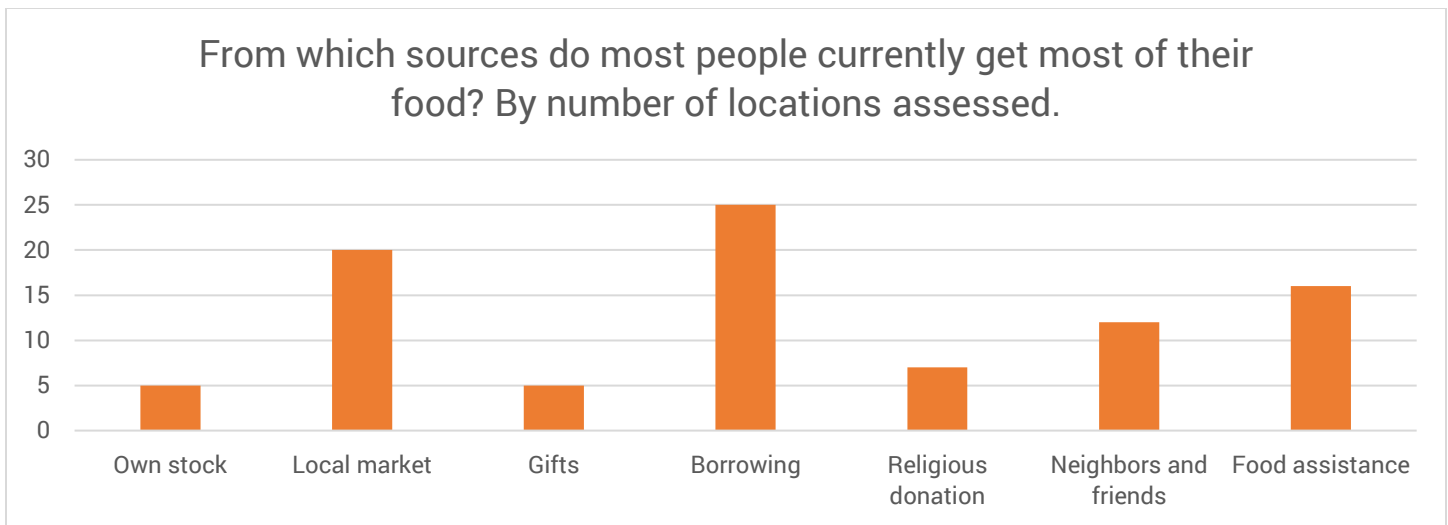 From which sources do most people currently get most of their
food? By number of locations assessed.
30
25
20
15
10
5
0
Own stock
Local market
Gifts
Borrowing
Religious
donation
Neighbors and
friends
Food assistance